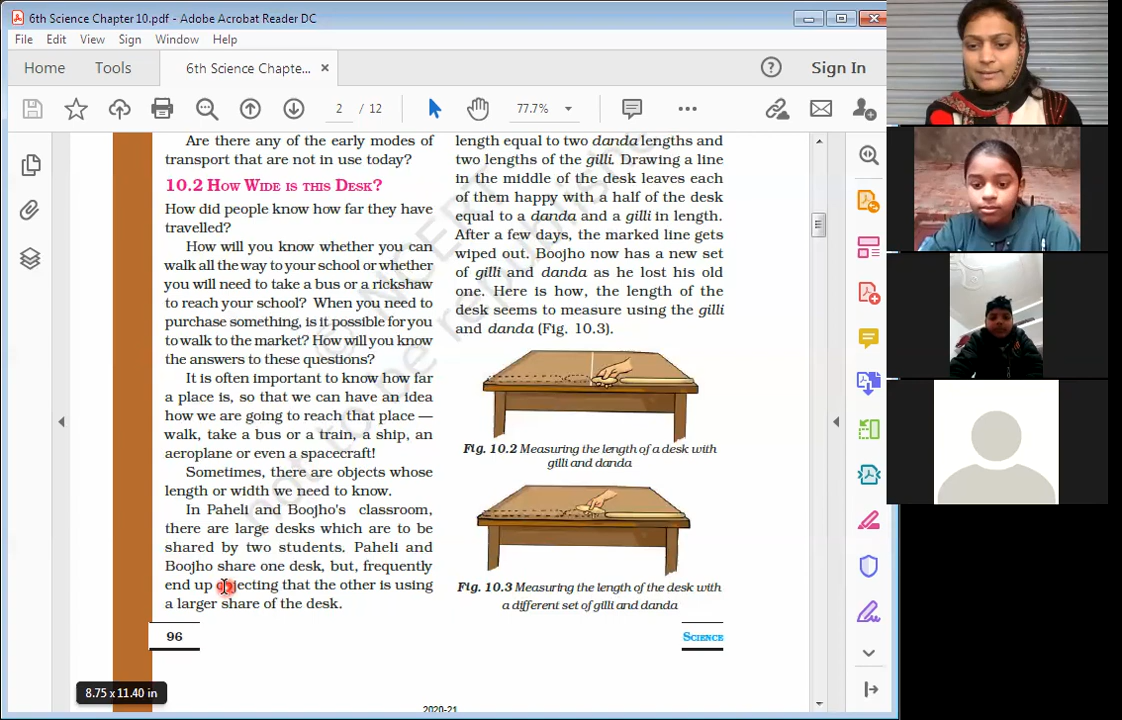 6th Science Chapter 10.pdf - Adobe Acrobat Reader DC
File Edit View Sign Window Help
Home Tools 6th Science Chapte... × Sign In
2 / 12 77.7%
Are there any of the early modes of
transport that are not in use today?
10.2 How Wide is this Desk?
How did people know how far they have
travelled?
How will you know whether you can
walk all the way to your school or whether
you will need to take a bus or a rickshaw
to reach your school? When you need to
purchase something, is it possible for you
to walk to the market? How will you know
the answers to these questions?
It is often important to know how far
a place is, so that we can have an idea
how we are going to reach that place —
walk, take a bus or a train, a ship, an
aeroplane or even a spacecraft!
Sometimes, there are objects whose
length or width we need to know.
In Paheli and Boojho's classroom,
there are large desks which are to be
shared by two students. Paheli and
Boojho share one desk, but, frequently
end up objecting that the other is using
a larger share of the desk.
96
length equal to two danda lengths and
two lengths of the gilli. Drawing a line
in the middle of the desk leaves each
of them happy with a half of the desk
equal to a danda and a gilli in length.
After a few days, the marked line gets
wiped out. Boojho now has a new set
of gilli and danda as he lost his old
one. Here is how, the length of the
desk seems to measure using the gilli
and danda (Fig. 10.3).
Fig. 10.2 Measuring the length of a desk with
gilli and danda
Fig. 10.3 Measuring the length of the desk with
a different set of gilli and danda
Science
© NCERT
not to be republished
8.75 x 11.40 in
2020-21